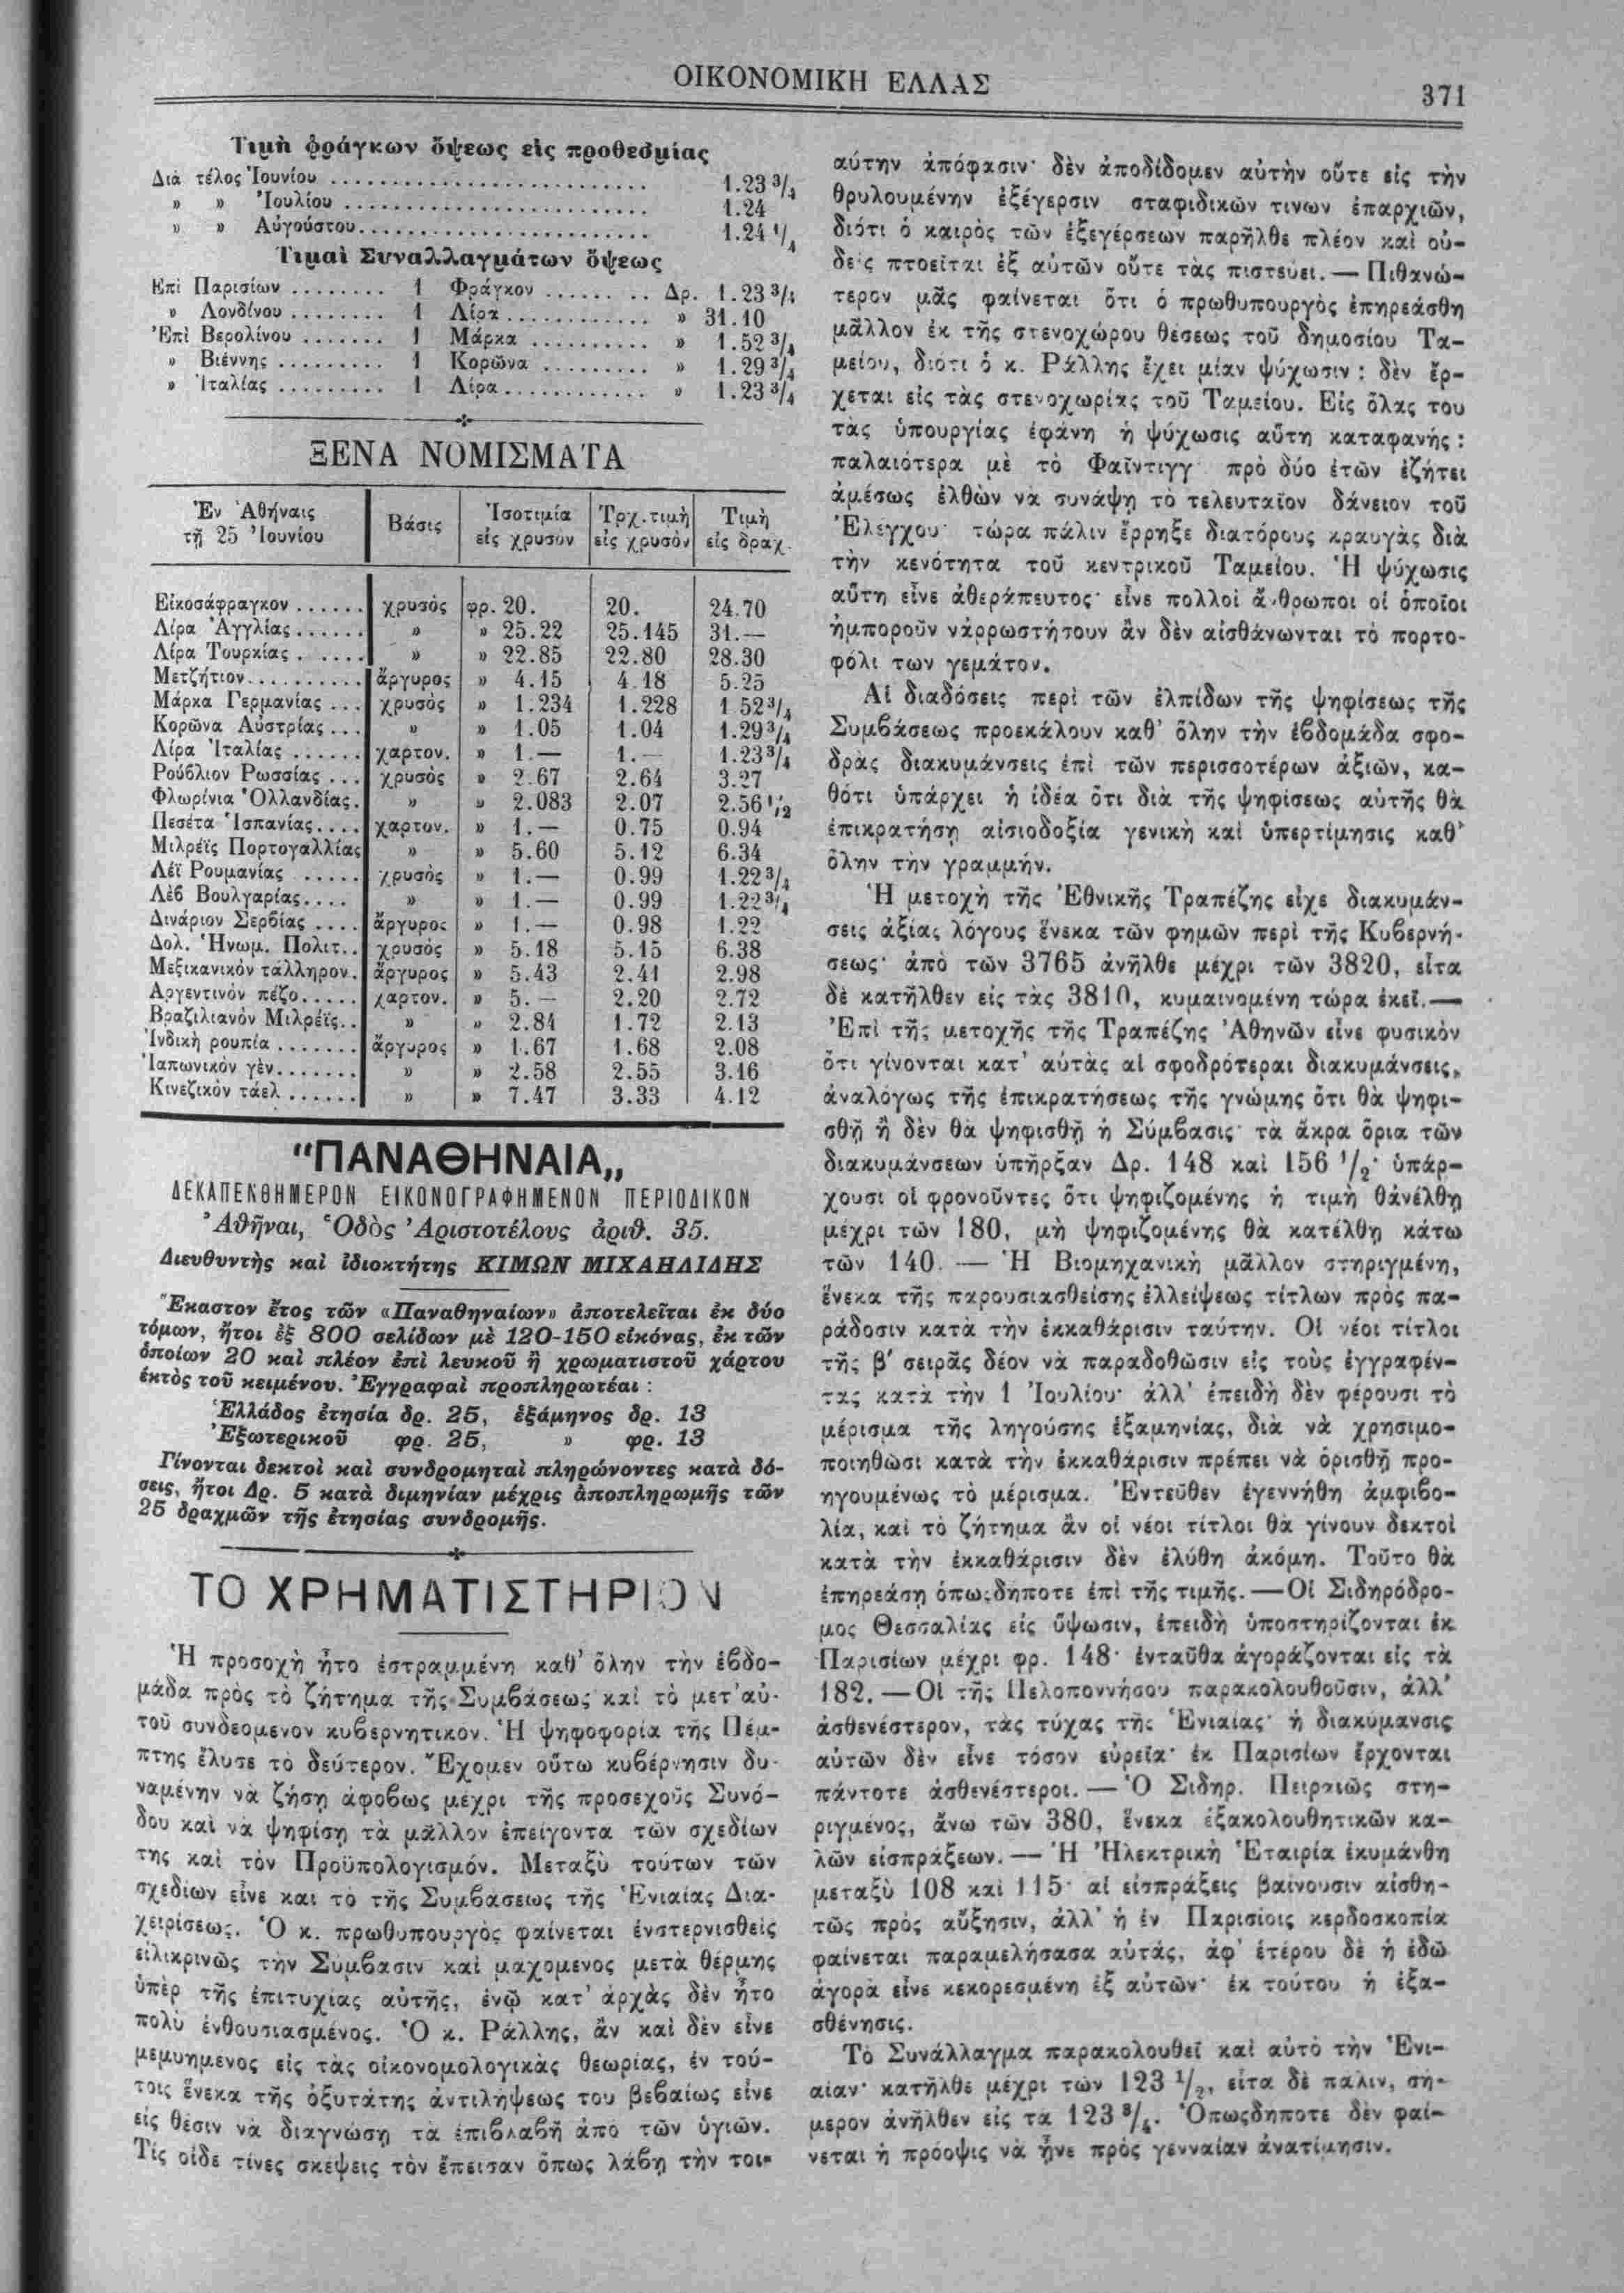 ΟΙΚΟΝΟΜΙΚΗ ΕΛΛΑΣ
371
Τιμὴ φράγκων ὄψεως εἰς προθεσμίας
Διὰ τέλος Ἰουνίου ............................ 1.23 3/4
» » Ἰουλίου ............................ 1.24
» » Αὐγούστου............................ 1.24 1/4
Τιμαὶ Συναλλαγμάτων ὄψεως
Ἐπὶ Παρισίων ........ 1 Φράγκον ........ Δρ. 1.23 3/4
» Λονδίνου ........ 1 Λίρα ............ » 31.10
Ἐπὶ Βερολίνου ....... 1 Μάρκα .......... » 1.52 3/4
» Βιέννης ......... 1 Κορῶνα ......... » 1.29 3/4
» Ἰταλίας ......... 1 Λίρα............ » 1.23 3/4
ΞΕΝΑ ΝΟΜΙΣΜΑΤΑ
Ἐν Ἀθήναις τῇ 25 Ἰουνίου | Βάσις | Ἰσοτιμία εἰς χρυσὸν | Τρχ. τιμὴ εἰς χρυσὸν | Τιμὴ εἰς δραχ.
Εἰκοσάφραγκον ...... χρυσὸς φρ. 20. 20. 24.70
Λίρα Ἀγγλίας...... » » 25.22 25.145 31.—
Λίρα Τουρκίας ..... » » 22.85 22.80 28.30
Μετζήτιον.......... ἄργυρος » 4.15 4.18 5.25
Μάρκα Γερμανίας ... χρυσὸς » 1.234 1.228 1 52 3/4
Κορῶνα Αὐστρίας... » » 1.05 1.04 1.29 3/4
Λίρα Ἰταλίας ...... χαρτον. » 1.— 1.— 1.23 3/4
Ρούβλιον Ρωσσίας ... χρυσὸς » 2.67 2.64 3.27
Φλωρίνια Ὁλλανδίας. » » 2.083 2.07 2.56 1/2
Πεσέτα Ἱσπανίας.... χαρτον. » 1.— 0.75 0.94
Μιλρέϊς Πορτογαλλίας » » 5.60 5.12 6.34
Λέϊ Ρουμανίας ..... χρυσὸς » 1.— 0.99 1.22 3/4
Λὲβ Βουλγαρίας.... » » 1.— 0.99 1.22 3/4
Δινάριον Σερβίας .... ἄργυρος » 1.— 0.98 1.22
Δολ. Ἡνωμ. Πολιτ.. χρυσὸς » 5.18 5.15 6.38
Μεξικανικὸν τάλληρον. ἄργυρος » 5.43 2.41 2.98
Ἀργεντινὸν πέζο..... χαρτον. » 5.— 2.20 2.72
Βραζιλιανὸν Μιλρέϊς.. » » 2.84 1.72 2.13
Ἰνδικὴ ρουπία ....... ἄργυρος » 1.67 1.68 2.08
Ἰαπωνικὸν γὲν....... » » 2.58 2.55 3.16
Κινεζικὸν τάελ ...... » » 7.47 3.33 4.12
"ΠΑΝΑΘΗΝΑΙΑ„
ΔΕΚΑΠΕΝΘΗΜΕΡΟΝ ΕΙΚΟΝΟΓΡΑΦΗΜΕΝΟΝ ΠΕΡΙΟΔΙΚΟΝ
Ἀθῆναι, Ὁδὸς Ἀριστοτέλους ἀριθ. 35.
Διευθυντὴς καὶ ἰδιοκτήτης ΚΙΜΩΝ ΜΙΧΑΗΛΙΔΗΣ
Ἕκαστον ἔτος τῶν «Παναθηναίων» ἀποτελεῖται ἐκ δύο
τόμων, ἤτοι ἐξ 800 σελίδων μὲ 120-150 εἰκόνας, ἐκ τῶν
ὁποίων 20 καὶ πλέον ἐπὶ λευκοῦ ἢ χρωματιστοῦ χάρτου
ἐκτὸς τοῦ κειμένου. Ἐγγραφαὶ προπληρωτέαι :
Ἑλλάδος ἐτησία δρ. 25, ἑξάμηνος δρ. 13
Ἐξωτερικοῦ φρ. 25, » φρ. 13
Γίνονται δεκτοὶ καὶ συνδρομηταὶ πληρώνοντες κατὰ δό-
σεις, ἤτοι Δρ. 5 κατὰ διμηνίαν μέχρις ἀποπληρωμῆς τῶν
25 δραχμῶν τῆς ἐτησίας συνδρομῆς.
ΤΟ ΧΡΗΜΑΤΙΣΤΗΡΙΟΝ
Ἡ προσοχὴ ἦτο ἐστραμμένη καθ' ὅλην τὴν ἑβδο-
μάδα πρὸς τὸ ζήτημα τῆς Συμβάσεως καὶ τὸ μετ' αὐ-
τοῦ συνδεόμενον κυβερνητικόν. Ἡ ψηφοφορία τῆς Πέμ-
πτης ἔλυσε τὸ δεύτερον. Ἔχομεν οὕτω κυβέρνησιν δυ-
ναμένην νὰ ζήσῃ ἀφόβως μέχρι τῆς προσεχοῦς Συνό-
δου καὶ νὰ ψηφίσῃ τὰ μᾶλλον ἐπείγοντα τῶν σχεδίων
της καὶ τὸν Προϋπολογισμόν. Μεταξὺ τούτων τῶν
σχεδίων εἶνε καὶ τὸ τῆς Συμβάσεως τῆς Ἑνιαίας Δια-
χειρίσεως. Ὁ κ. πρωθυπουργὸς φαίνεται ἐνστερνισθεὶς
εἰλικρινῶς τὴν Σύμβασιν καὶ μαχόμενος μετὰ θέρμης
ὑπὲρ τῆς ἐπιτυχίας αὐτῆς, ἐνῷ κατ' ἀρχὰς δὲν ἦτο
πολὺ ἐνθουσιασμένος. Ὁ κ. Ράλλης, ἂν καὶ δὲν εἶνε
μεμυημένος εἰς τὰς οἰκονομολογικὰς θεωρίας, ἐν τού-
τοις ἕνεκα τῆς ὀξυτάτης ἀντιλήψεως του βεβαίως εἶνε
εἰς θέσιν νὰ διαγνώσῃ τὰ ἐπιβλαβῆ ἀπὸ τῶν ὑγιῶν.
Τίς οἶδε τίνες σκέψεις τὸν ἔπεισαν ὅπως λάβῃ τὴν τοι-
αύτην ἀπόφασιν· δὲν ἀποδίδομεν αὐτὴν οὔτε εἰς τὴν
θρυλουμένην ἐξέγερσιν σταφιδικῶν τινων ἐπαρχιῶν,
διότι ὁ καιρὸς τῶν ἐξεγέρσεων παρῆλθε πλέον καὶ οὐ-
δεὶς πτοεῖται ἐξ αὐτῶν οὔτε τὰς πιστεύει. — Πιθανώ-
τερον μᾶς φαίνεται ὅτι ὁ πρωθυπουργὸς ἐπηρεάσθη
μᾶλλον ἐκ τῆς στενοχώρου θέσεως τοῦ δημοσίου Τα-
μείου, διότι ὁ κ. Ράλλης ἔχει μίαν ψύχωσιν : δὲν ἔρ-
χεται εἰς τὰς στενοχωρίας τοῦ Ταμείου. Εἰς ὅλας του
τὰς ὑπουργίας ἐφάνη ἡ ψύχωσις αὕτη καταφανής :
παλαιότερα μὲ τὸ Φαῒντιγγ πρὸ δύο ἐτῶν ἐζήτει
ἀμέσως ἐλθὼν νὰ συνάψῃ τὸ τελευταῖον δάνειον τοῦ
Ἐλέγχου· τώρα πάλιν ἔρρηξε διατόρους κραυγὰς διὰ
τὴν κενότητα τοῦ κεντρικοῦ Ταμείου. Ἡ ψύχωσις
αὕτη εἶνε ἀθεράπευτος· εἶνε πολλοὶ ἄνθρωποι οἱ ὁποῖοι
ἠμποροῦν νἀρρωστήσουν ἂν δὲν αἰσθάνωνται τὸ πορτο-
φόλι των γεμάτον.
Αἱ διαδόσεις περὶ τῶν ἐλπίδων τῆς ψηφίσεως τῆς
Συμβάσεως προεκάλουν καθ' ὅλην τὴν ἑβδομάδα σφο-
δρὰς διακυμάνσεις ἐπὶ τῶν περισσοτέρων ἀξιῶν, κα-
θότι ὑπάρχει ἡ ἰδέα ὅτι διὰ τῆς ψηφίσεως αὐτῆς θὰ
ἐπικρατήσῃ αἰσιοδοξία γενικὴ καὶ ὑπερτίμησις καθ'
ὅλην τὴν γραμμήν.
Ἡ μετοχὴ τῆς Ἐθνικῆς Τραπέζης εἶχε διακυμάν-
σεις ἀξίας λόγους ἕνεκα τῶν φημῶν περὶ τῆς Κυβερνή-
σεως· ἀπὸ τῶν 3765 ἀνῆλθε μέχρι τῶν 3820, εἶτα
δὲ κατῆλθεν εἰς τὰς 3810, κυμαινομένη τώρα ἐκεῖ.—
Ἐπὶ τῆς μετοχῆς τῆς Τραπέζης Ἀθηνῶν εἶνε φυσικὸν
ὅτι γίνονται κατ' αὐτὰς αἱ σφοδρότεραι διακυμάνσεις,
ἀναλόγως τῆς ἐπικρατήσεως τῆς γνώμης ὅτι θὰ ψηφι-
σθῇ ἢ δὲν θὰ ψηφισθῇ ἡ Σύμβασις· τὰ ἄκρα ὅρια τῶν
διακυμάνσεων ὑπῆρξαν Δρ. 148 καὶ 156 1/2· ὑπάρ-
χουσι οἱ φρονοῦντες ὅτι ψηφιζομένης ἡ τιμὴ θἀνέλθῃ
μέχρι τῶν 180, μὴ ψηφιζομένης θὰ κατέλθῃ κάτω
τῶν 140. — Ἡ Βιομηχανικὴ μᾶλλον στηριγμένη,
ἕνεκα τῆς παρουσιασθείσης ἐλλείψεως τίτλων πρὸς πα-
ράδοσιν κατὰ τὴν ἐκκαθάρισιν ταύτην. Οἱ νέοι τίτλοι
τῆς β' σειρᾶς δέον νὰ παραδοθῶσιν εἰς τοὺς ἐγγραφέν-
τας κατὰ τὴν 1 Ἰουλίου· ἀλλ' ἐπειδὴ δὲν φέρουσι τὸ
μέρισμα τῆς ληγούσης ἑξαμηνίας, διὰ νὰ χρησιμο-
ποιηθῶσι κατὰ τὴν ἐκκαθάρισιν πρέπει νὰ ὁρισθῇ προ-
ηγουμένως τὸ μέρισμα. Ἐντεῦθεν ἐγεννήθη ἀμφιβο-
λία, καὶ τὸ ζήτημα ἂν οἱ νέοι τίτλοι θὰ γίνουν δεκτοὶ
κατὰ τὴν ἐκκαθάρισιν δὲν ἐλύθη ἀκόμη. Τοῦτο θὰ
ἐπηρεάσῃ ὁπωςδήποτε ἐπὶ τῆς τιμῆς. — Οἱ Σιδηρόδρο-
μος Θεσσαλίας εἰς ὕψωσιν, ἐπειδὴ ὑποστηρίζονται ἐκ
Παρισίων μέχρι φρ. 148· ἐνταῦθα ἀγοράζονται εἰς τὰ
182. — Οἱ τῆς Πελοποννήσου παρακολουθοῦσιν, ἀλλ'
ἀσθενέστερον, τὰς τύχας τῆς Ἑνιαίας· ἡ διακύμανσις
αὐτῶν δὲν εἶνε τόσον εὐρεῖα· ἐκ Παρισίων ἔρχονται
πάντοτε ἀσθενέστεροι. — Ὁ Σιδηρ. Πειραιῶς στη-
ριγμένος, ἄνω τῶν 380, ἕνεκα ἐξακολουθητικῶν κα-
λῶν εἰσπράξεων. — Ἡ Ἠλεκτρικὴ Ἑταιρία ἐκυμάνθη
μεταξὺ 108 καὶ 115· αἱ εἰσπράξεις βαίνουσιν αἰσθη-
τῶς πρὸς αὔξησιν, ἀλλ' ἡ ἐν Παρισίοις κερδοσκοπία
φαίνεται παραμελήσασα αὐτάς, ἀφ' ἑτέρου δὲ ἡ ἐδῶ
ἀγορὰ εἶνε κεκορεσμένη ἐξ αὐτῶν· ἐκ τούτου ἡ ἐξα-
σθένησις.
Τὸ Συνάλλαγμα παρακολουθεῖ καὶ αὐτὸ τὴν Ἑνι-
αίαν· κατῆλθε μέχρι τῶν 123 1/2, εἶτα δὲ πάλιν, σή-
μερον ἀνῆλθεν εἰς τὰ 123 3/4. Ὁπωςδήποτε δὲν φαί-
νεται ἡ πρόοψις νὰ ᾖνε πρὸς γενναίαν ἀνατίμησιν.